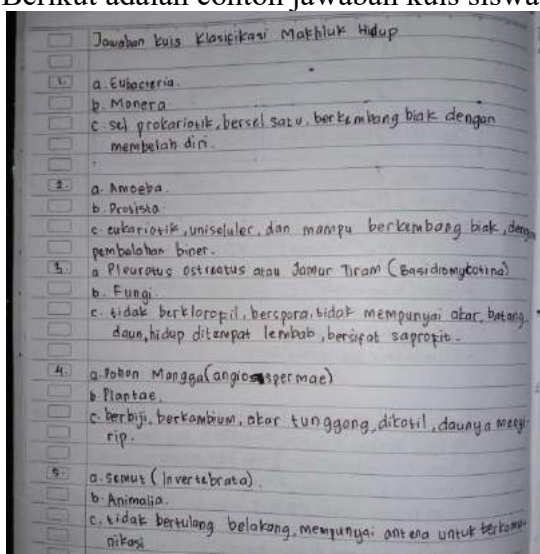 Berikut adalah contoh jawaban kuis siswa
Jawaban kuis Klasifikasi Makhluk Hidup
1. a. Eubacteria.
b. Monera
c. sel prokariotik, bersel satu, berkembang biak dengan
membelah diri.
2. a. Amoeba.
b. Protista
c. eukariotik, uniseluler, dan mampu berkembang biak, dengan
pembelahan biner.
3. a Pleurotus ostreatus atau Jamur Tiram (Basidiomycotina)
b. Fungi.
c. tidak berkloropil, berspora, tidak mempunyai akar, batang,
daun, hidup ditempat lembab, bersifat saprofit.
4. a. Pohon Mangga (angiospermae)
b. Plantae.
c. berbiji, berkambium, akar tunggang, dikotil, daunya menyi
rip.
5. a. semut (Invertebrata)
b. Animalia.
c. tidak bertulang belakang, mempunyai antena untuk berkomu-
nikasi